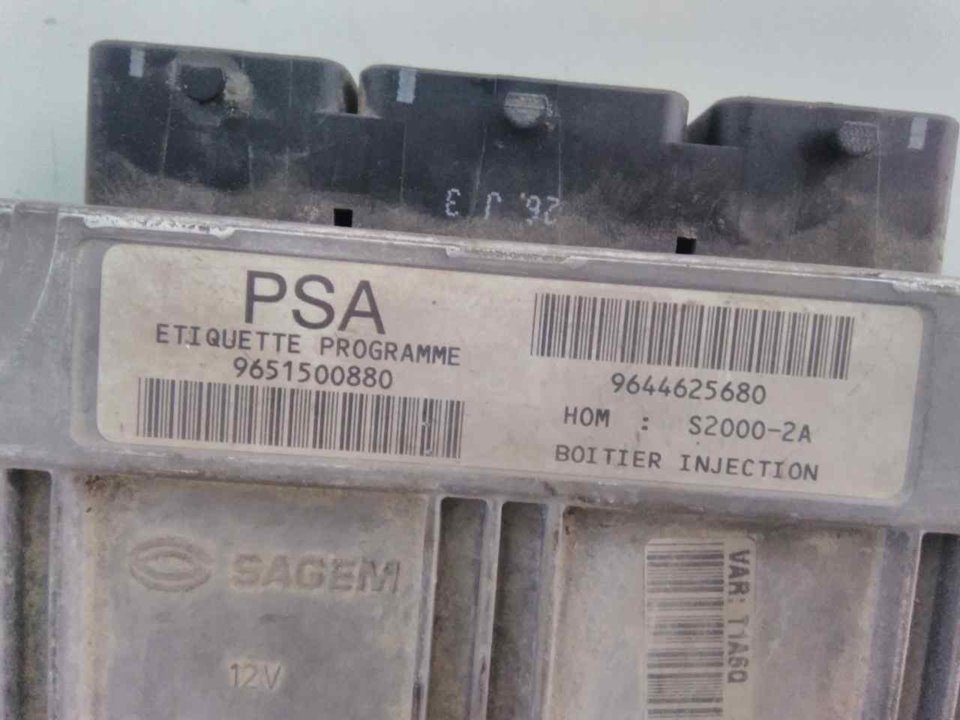 26. J 3
PSA
ETIQUETTE PROGRAMME
9651500880
9644625680
HOM : S2000-2A
BOITIER INJECTION
SAGEM
12V
VAR: T1A6Q